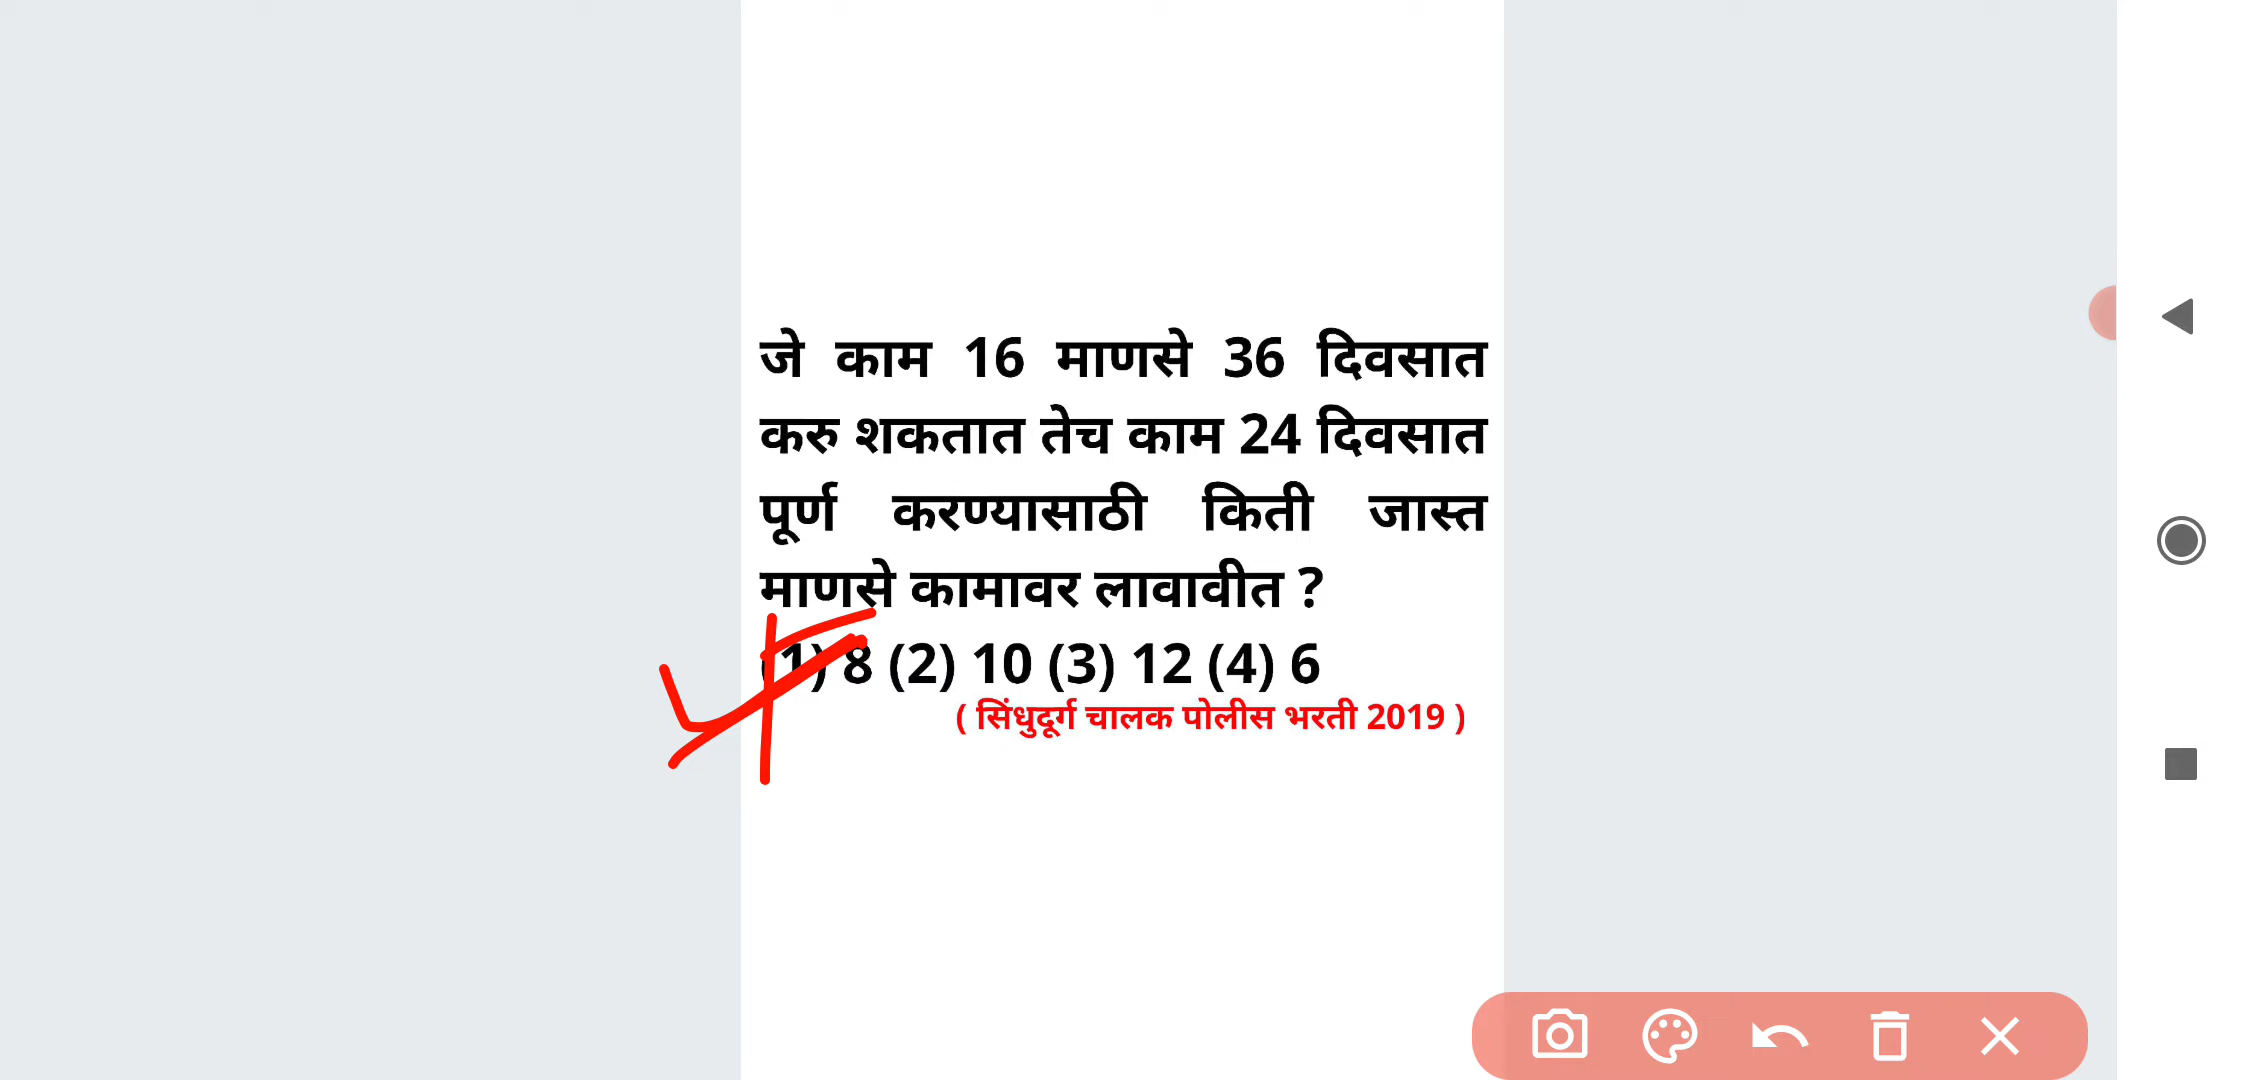 जे काम 16 माणसे 36 दिवसात
करु शकतात तेच काम 24 दिवसात
पूर्ण करण्यासाठी किती जास्त
माणसे कामावर लावावीत ?
(1) 8 (2) 10 (3) 12 (4) 6
( सिंधुदूर्ग चालक पोलीस भरती 2019 )